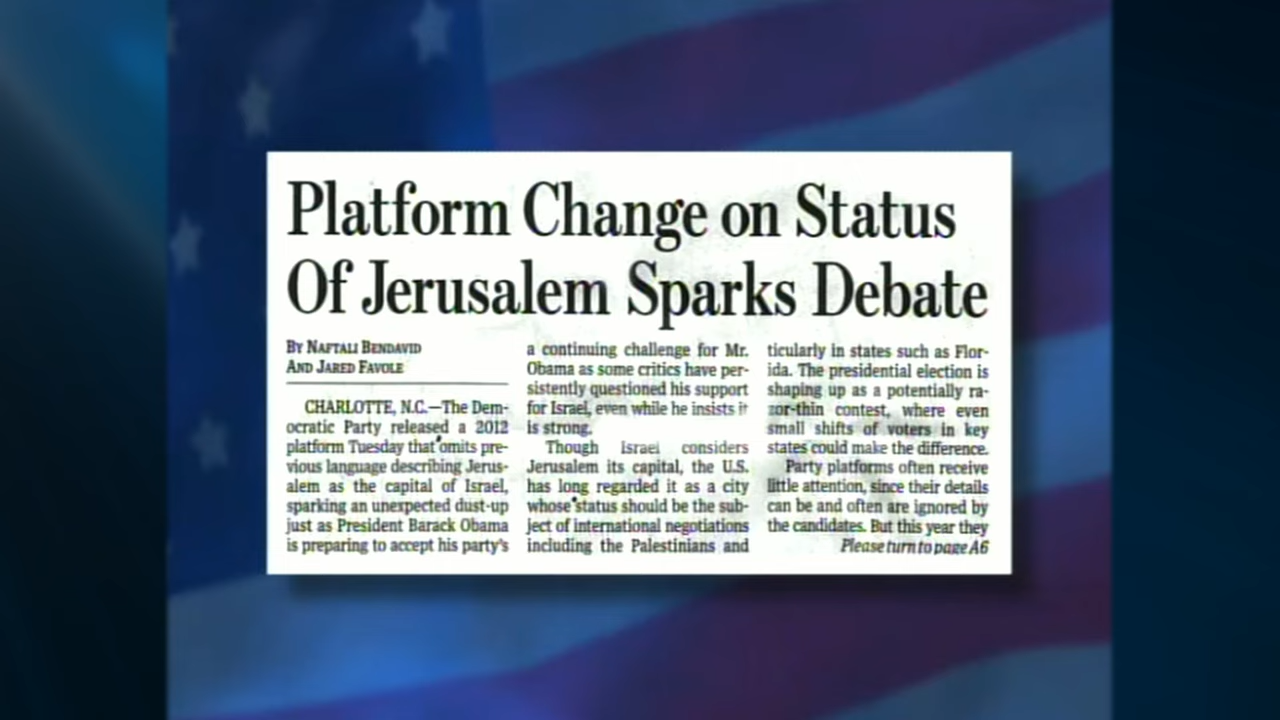 Platform Change on Status
Of Jerusalem Sparks Debate
BY NAFTALI BENDAVID
AND JARED FAVOLE
CHARLOTTE, N.C.—The Dem-
ocratic Party released a 2012
platform Tuesday that omits pre-
vious language describing Jerus-
alem as the capital of Israel,
sparking an unexpected dust-up
just as President Barack Obama
is preparing to accept his party's
a continuing challenge for Mr.
Obama as some critics have per-
sistently questioned his support
for Israel, even while he insists it
is strong.
Though Israel considers
Jerusalem its capital, the U.S.
has long regarded it as a city
whose status should be the sub-
ject of international negotiations
including the Palestinians and
ticularly in states such as Flor-
ida. The presidential election is
shaping up as a potentially ra-
zor-thin contest, where even
small shifts of voters in key
states could make the difference.
Party platforms often receive
little attention, since their details
can be and often are ignored by
the candidates. But this year they
Please turn to page A6